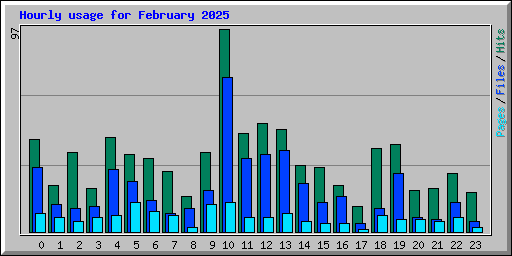 Hourly usage for February 2025
97
Pages/Files/Hits
0 1 2 3 4 5 6 7 8 9 10 11 12 13 14 15 16 17 18 19 20 21 22 23